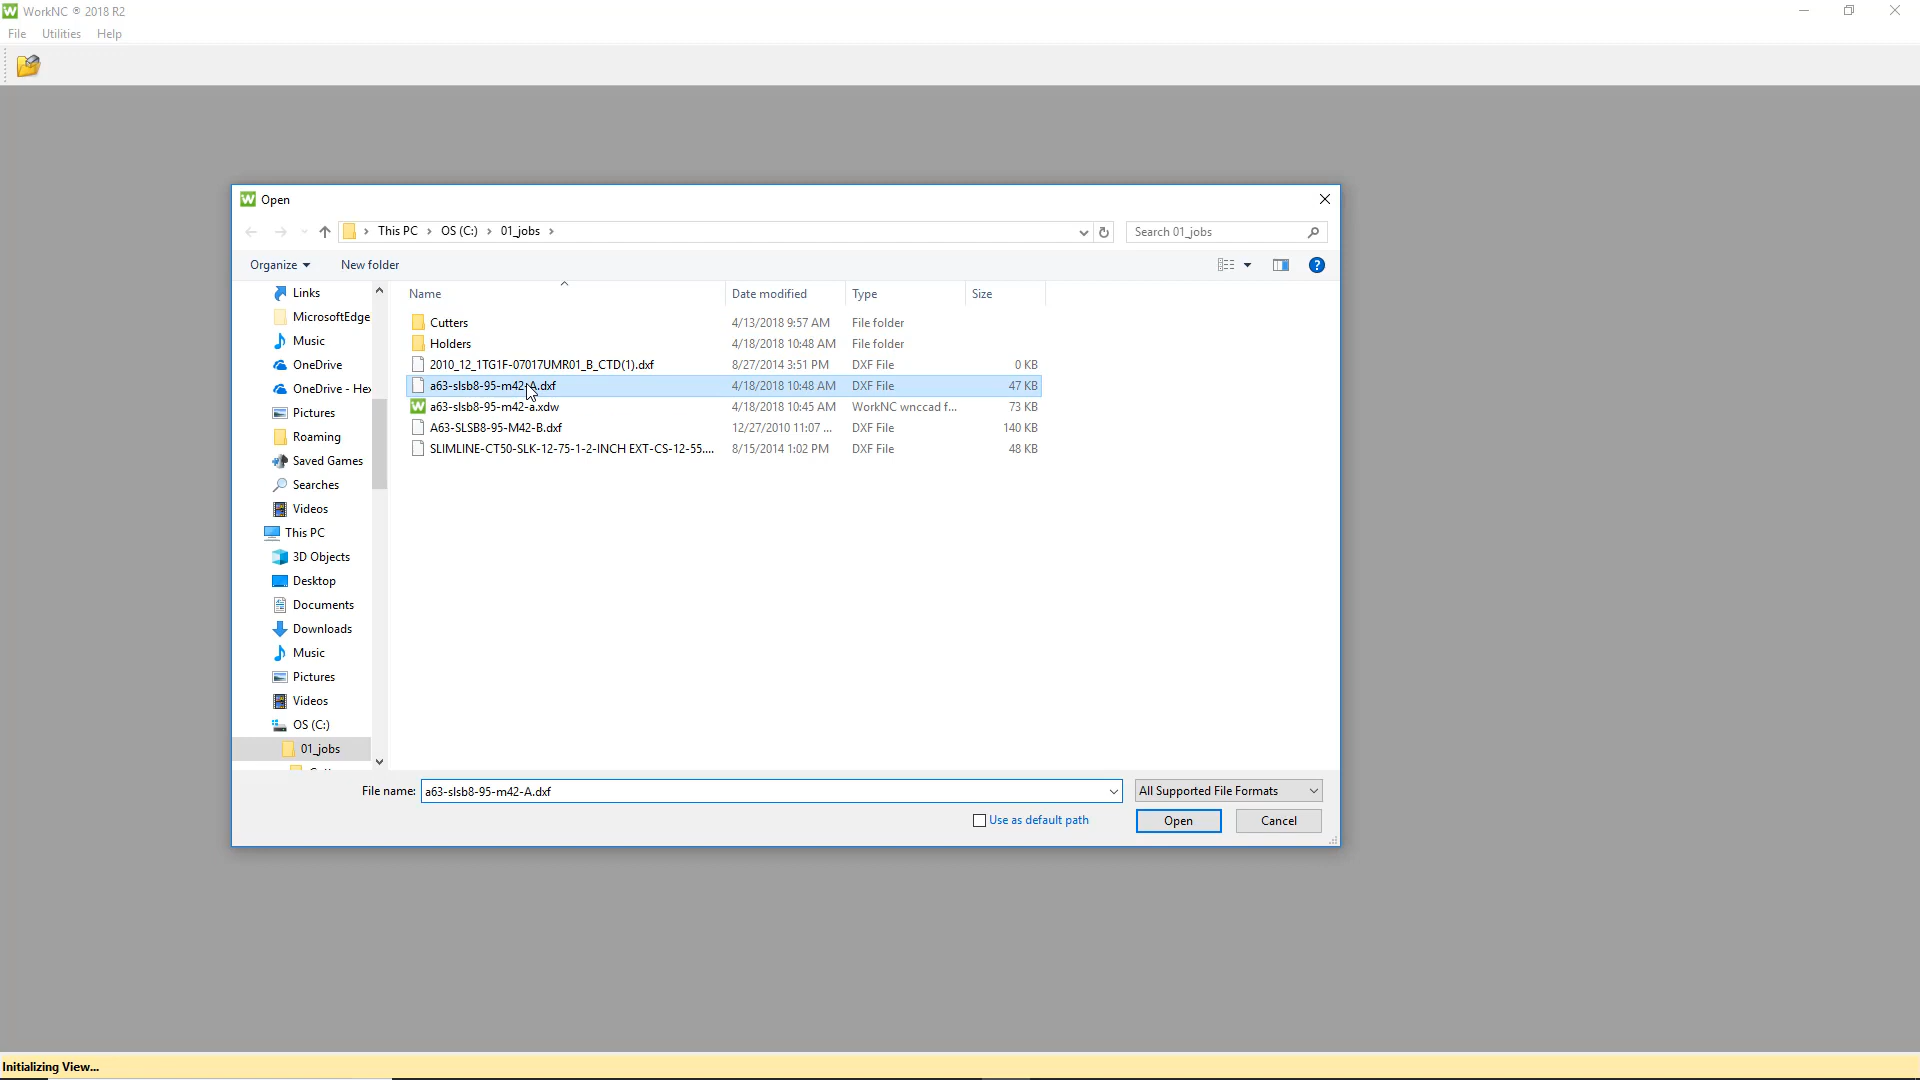 WorkNC ® 2018 R2
File Utilities Help
Open
This PC OS (C:) 01_jobs Search 01_jobs
Organize New folder
Name Date modified Type Size
Cutters 4/13/2018 9:57 AM File folder
Holders 4/18/2018 10:48 AM File folder
2010_12_1TG1F-07017UMR01_B_CTD(1).dxf 8/27/2014 3:51 PM DXF File 0 KB
a63-slsb8-95-m42-A.dxf 4/18/2018 10:48 AM DXF File 47 KB
a63-slsb8-95-m42-a.xdw 4/18/2018 10:45 AM WorkNC wnccad f... 73 KB
A63-SLSB8-95-M42-B.dxf 12/27/2010 11:07 ... DXF File 140 KB
SLIMLINE-CT50-SLK-12-75-1-2-INCH EXT-CS-12-55.... 8/15/2014 1:02 PM DXF File 48 KB
Links
MicrosoftEdge
Music
OneDrive
OneDrive - Hex
Pictures
Roaming
Saved Games
Searches
Videos
This PC
3D Objects
Desktop
Documents
Downloads
Music
Pictures
Videos
OS (C:)
01_jobs
File name: a63-slsb8-95-m42-A.dxf All Supported File Formats
Use as default path Open Cancel
Initializing View...